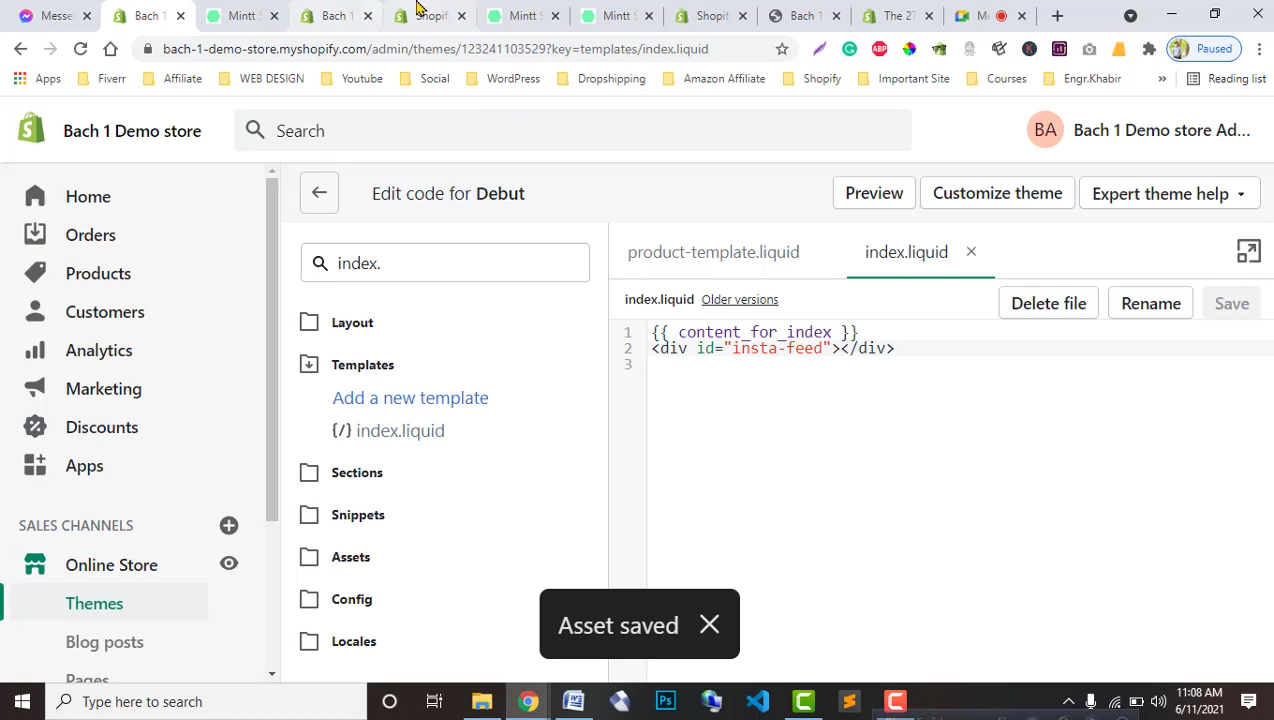 Messe
Bach 1
Mintt S
Bach 1
Shopif
Mintt S
Mintt S
Shopif
Bach 1
The 2
Me
bach-1-demo-store.myshopify.com/admin/themes/123241103529?key=templates/index.liquid
ABP
Paused
Apps
Fiverr
Affiliate
WEB DESIGN
Youtube
Social
WordPress
Dropshipping
Amazon Affiliate
Shopify
Important Site
Courses
Engr.Khabir
»
Reading list
Bach 1 Demo store
Search
BA
Bach 1 Demo store Ad...
Home
Orders
Products
Customers
Analytics
Marketing
Discounts
Apps
SALES CHANNELS
Online Store
Themes
Blog posts
Pages
Edit code for Debut
Preview
Customize theme
Expert theme help
index.
Layout
Templates
Add a new template
{/} index.liquid
Sections
Snippets
Assets
Config
Locales
product-template.liquid
index.liquid
index.liquid Older versions
Delete file
Rename
Save
1 {{ content_for_index }}
2 <div id="insta-feed"></div>
3
Asset saved
Type here to search
Ps
11:08 AM
6/11/2021